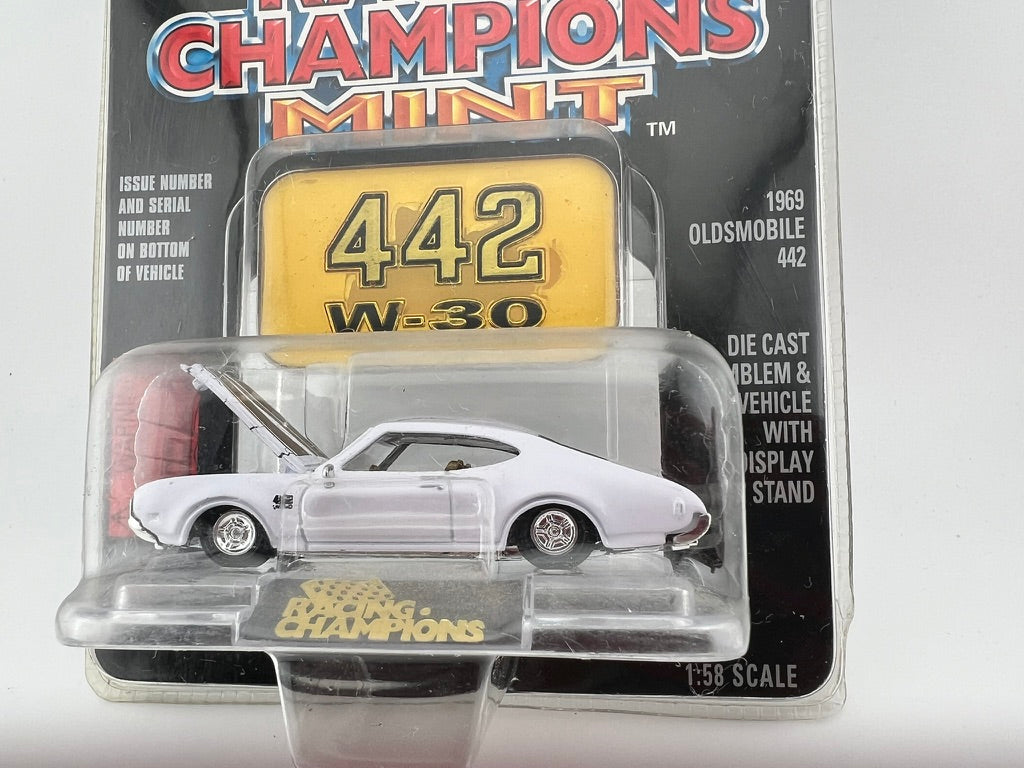 CHAMPIONS
MINT
TM
ISSUE NUMBER
AND SERIAL
NUMBER
ON BOTTOM
OF VEHICLE
442
W-30
1969
OLDSMOBILE
442
DIE CAST
EMBLEM &
VEHICLE
WITH
DISPLAY
STAND
RACING
CHAMPIONS
1:58 SCALE